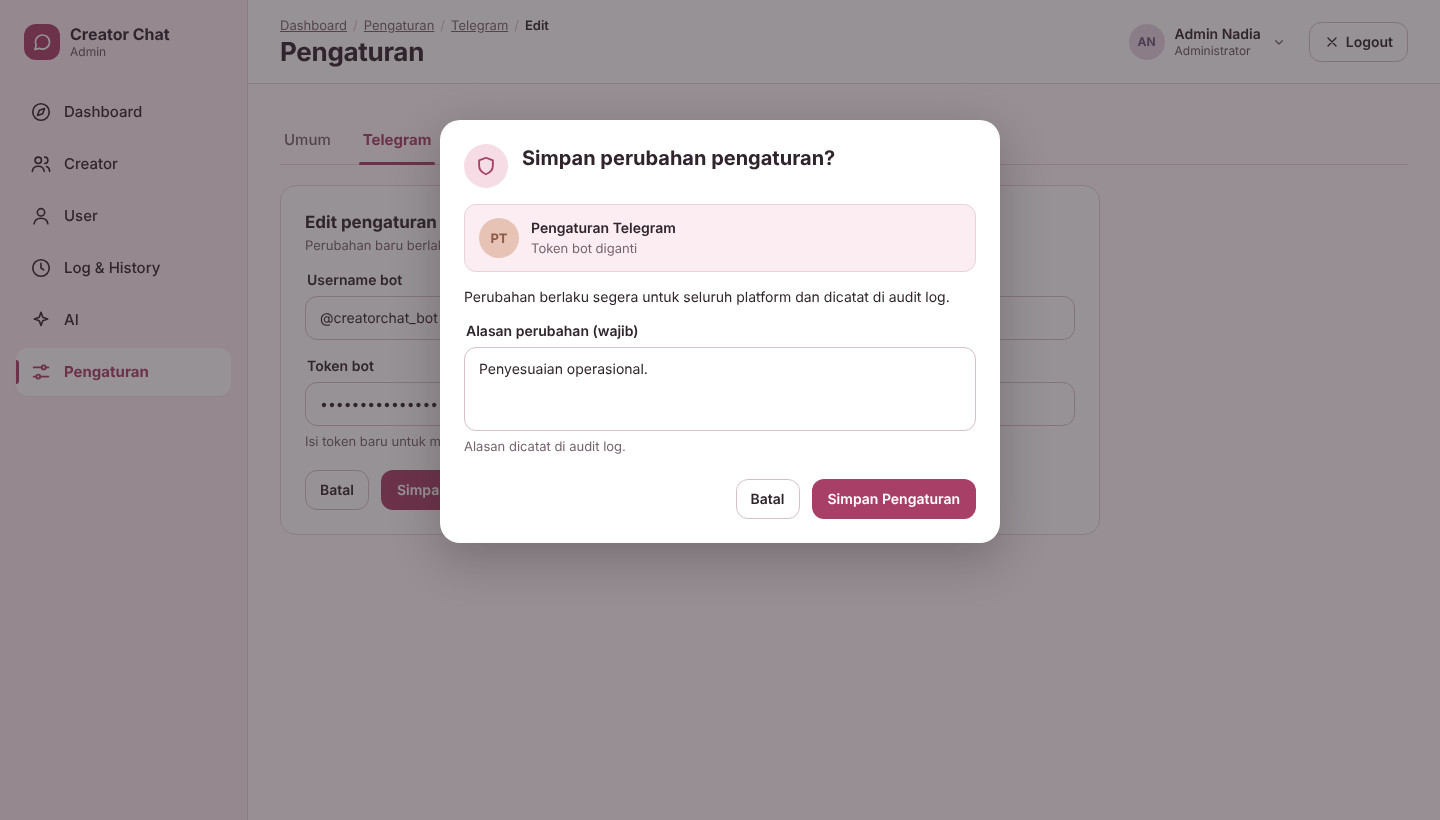 Creator Chat
Admin
Dashboard
Creator
User
Log & History
AI
Pengaturan
Dashboard / Pengaturan / Telegram / Edit
Pengaturan
AN
Admin Nadia
Administrator
Logout
Umum
Telegram
Edit pengaturan
Perubahan baru berlak
Username bot
@creatorchat_bot
Token bot
•••••••••••••••
Isi token baru untuk m
Batal
Simpa
Simpan perubahan pengaturan?
PT
Pengaturan Telegram
Token bot diganti
Perubahan berlaku segera untuk seluruh platform dan dicatat di audit log.
Alasan perubahan (wajib)
Penyesuaian operasional.
Alasan dicatat di audit log.
Batal
Simpan Pengaturan